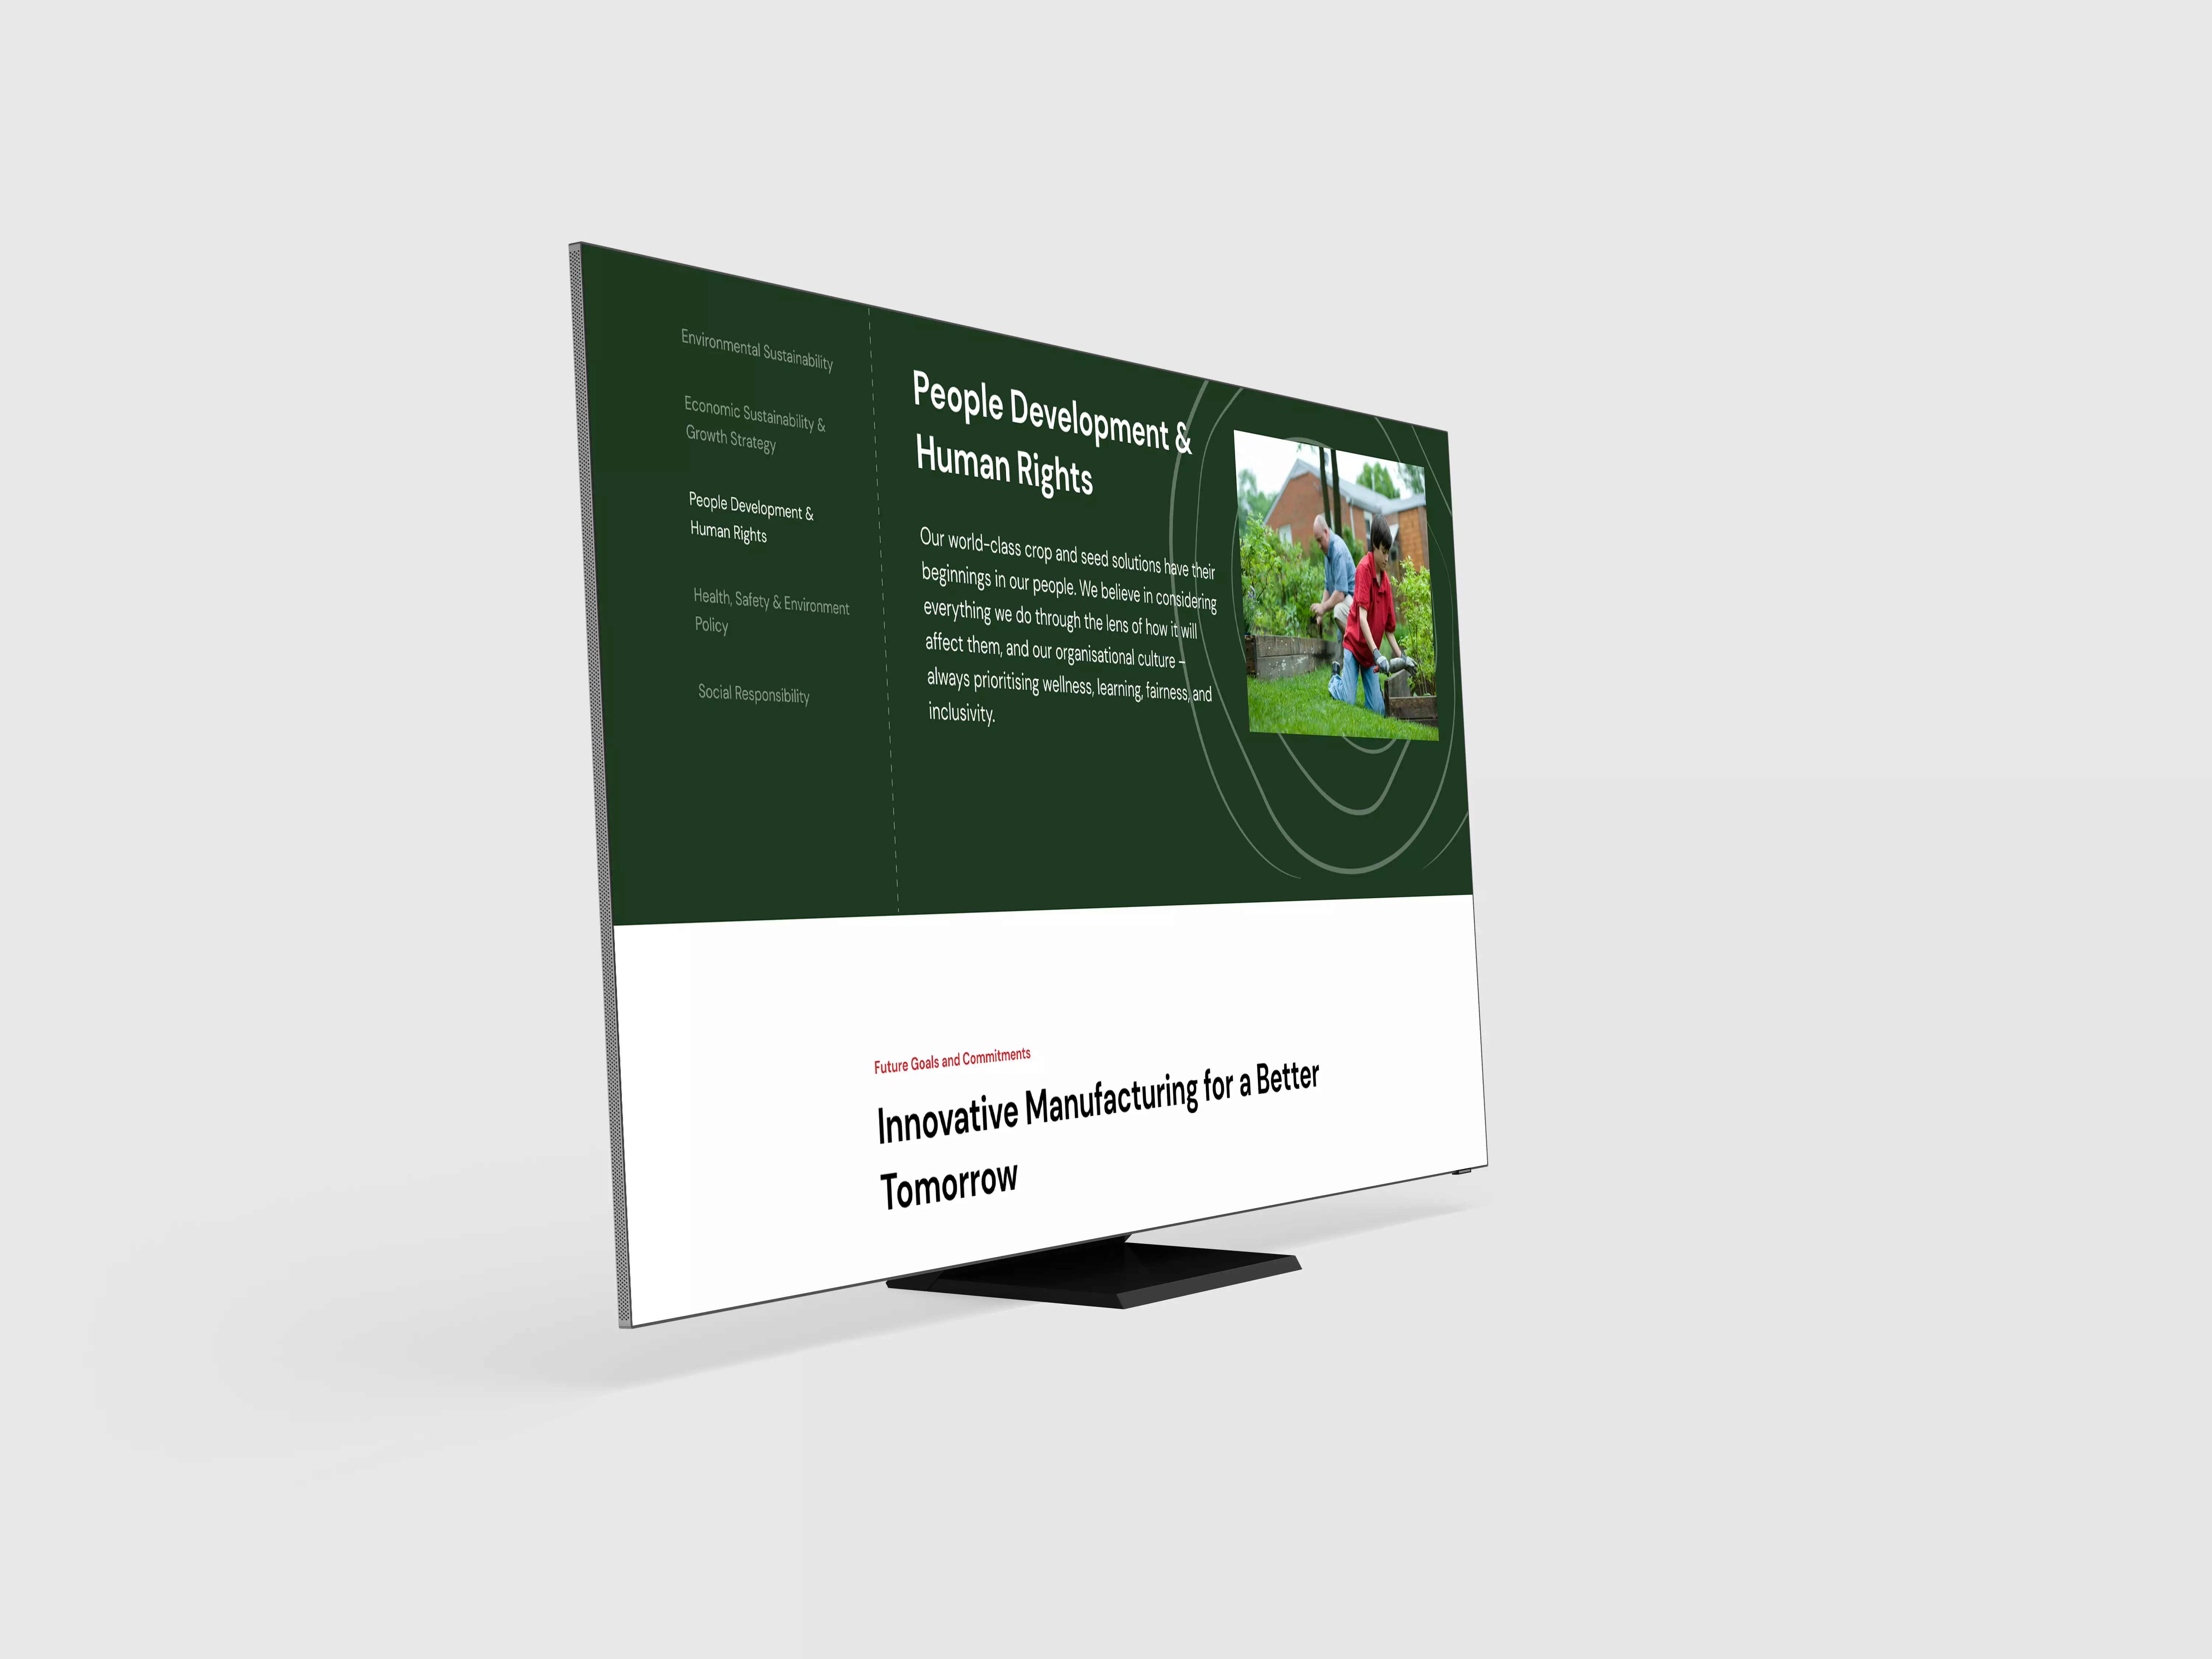 Environmental Sustainability
Economic Sustainability &
Growth Strategy
People Development &
Human Rights
Health, Safety & Environment
Policy
Social Responsibility
People Development &
Human Rights
Our world-class crop and seed solutions have their
beginnings in our people. We believe in considering
everything we do through the lens of how it will
affect them, and our organisational culture –
always prioritising wellness, learning, fairness, and
inclusivity.
Future Goals and Commitments
Innovative Manufacturing for a Better
Tomorrow